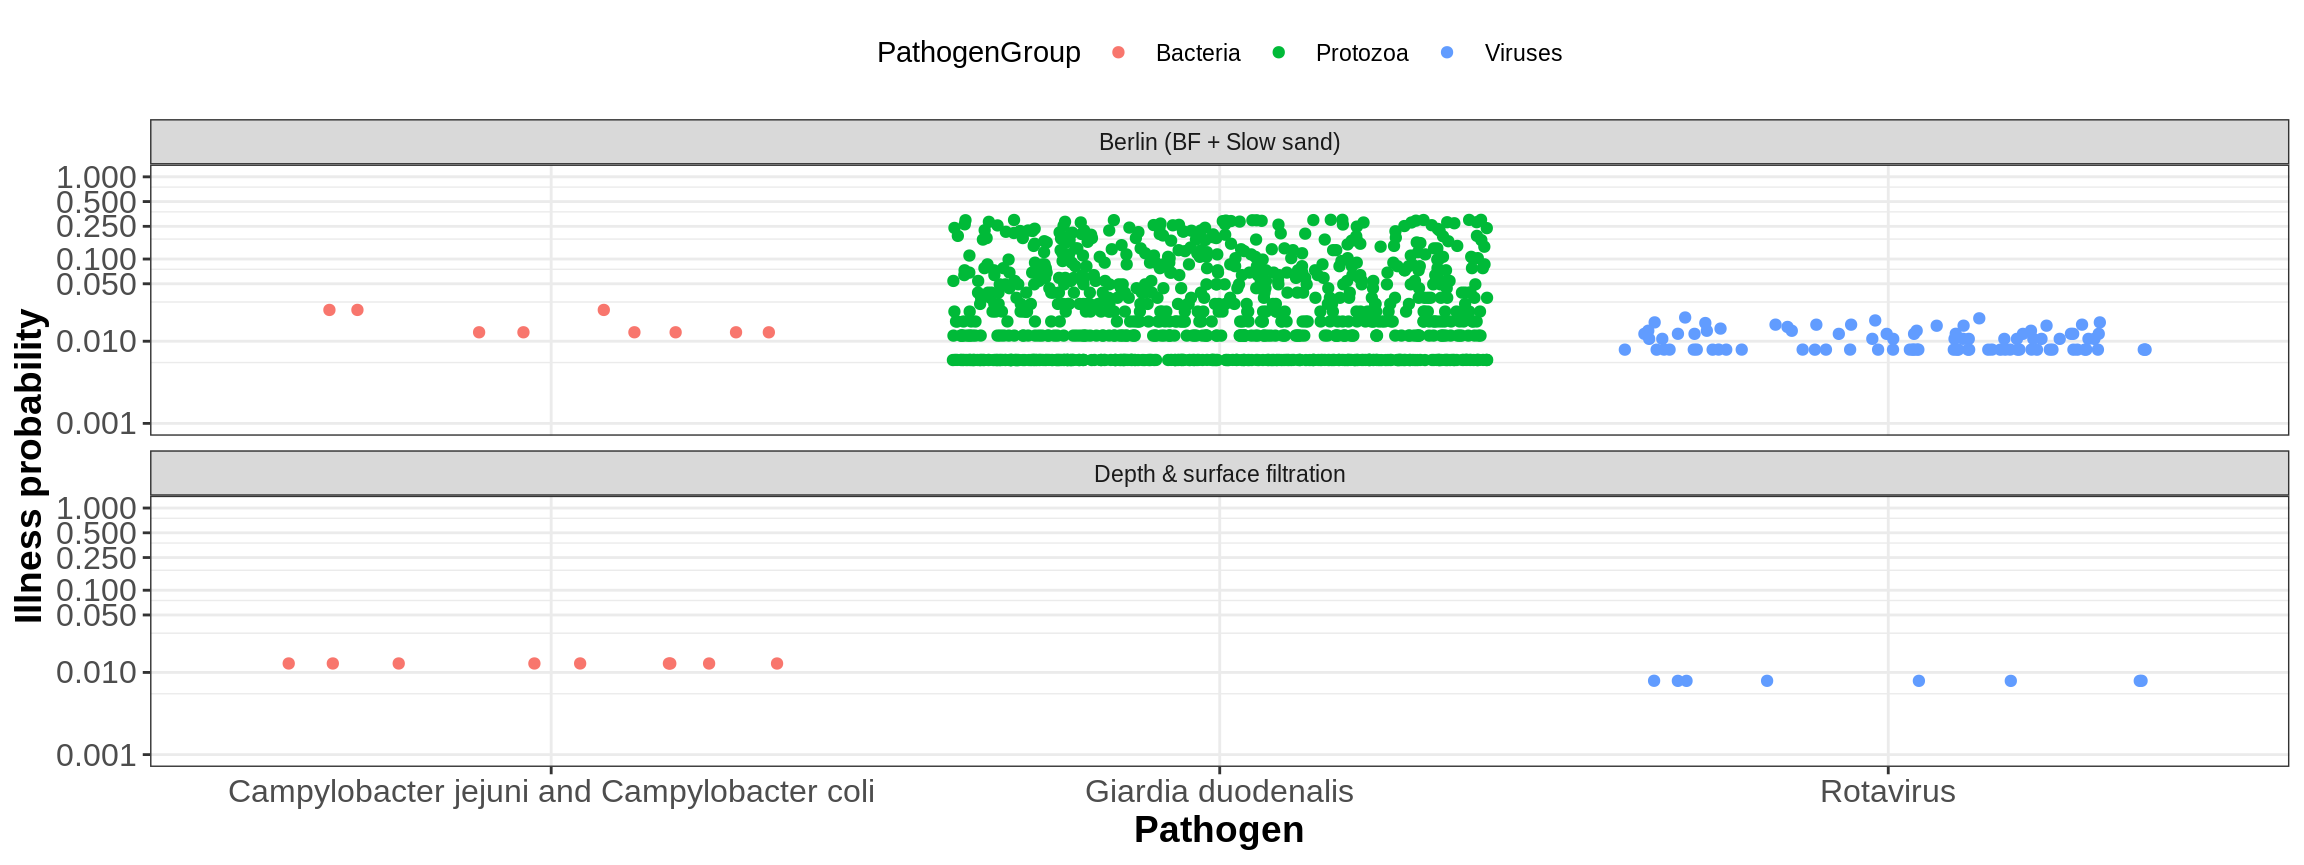 PathogenGroup Bacteria Protozoa Viruses
Berlin (BF + Slow sand)
1.000
0.500
0.250
0.100
0.050
0.010
0.001
Illness probability
Depth & surface filtration
1.000
0.500
0.250
0.100
0.050
0.010
0.001
Campylobacter jejuni and Campylobacter coli Giardia duodenalis Rotavirus
Pathogen